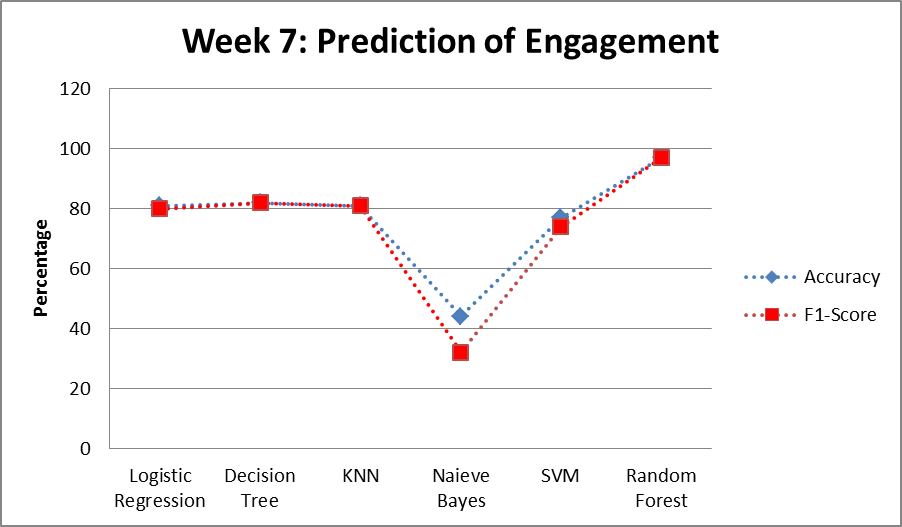 Week 7: Prediction of Engagement
120
100
80
60
40
20
0
Percentage
Logistic
Regression
Decision
Tree
KNN
Naieve
Bayes
SVM
Random
Forest
Accuracy
F1-Score